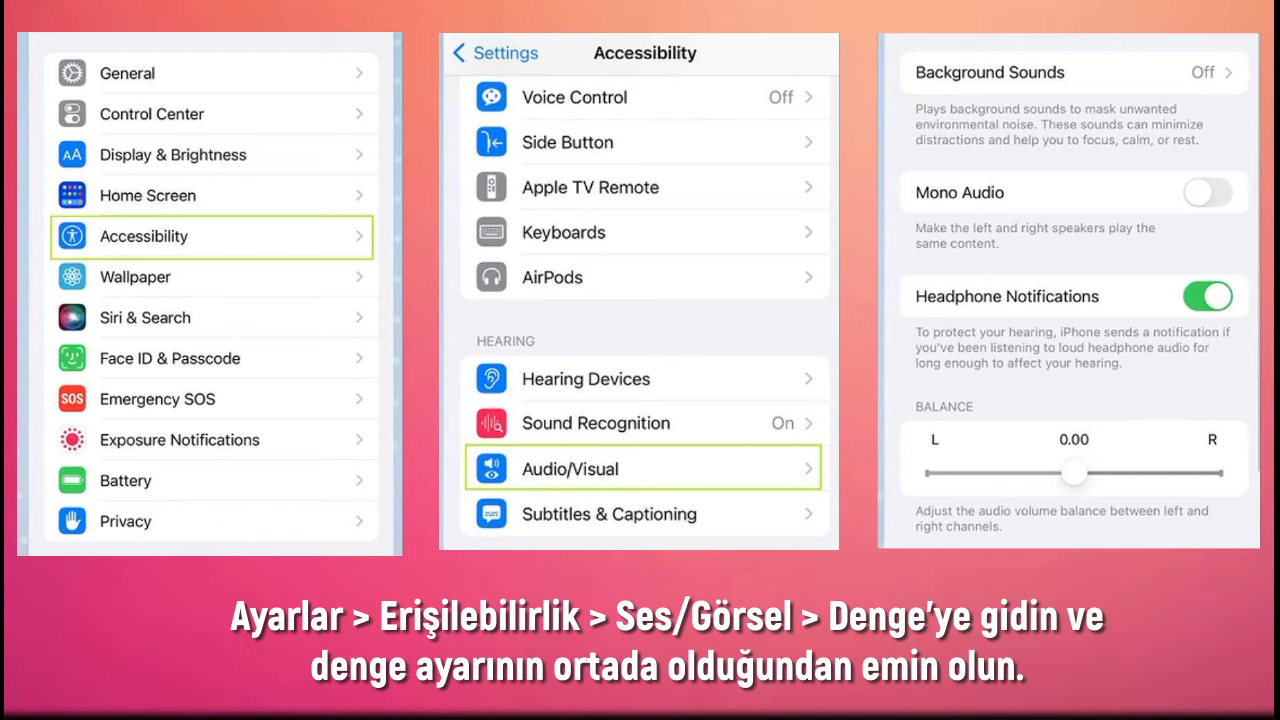 General
Control Center
AA
Display & Brightness
Home Screen
Accessibility
Wallpaper
Siri & Search
Face ID & Passcode
SOS
Emergency SOS
Exposure Notifications
Battery
Privacy
Settings
Accessibility
Voice Control Off
Side Button
Apple TV Remote
Keyboards
AirPods
HEARING
Hearing Devices
Sound Recognition On
Audio/Visual
Subtitles & Captioning
Background Sounds Off
Plays background sounds to mask unwanted
environmental noise. These sounds can minimize
distractions and help you to focus, calm, or rest.
Mono Audio
Make the left and right speakers play the
same content.
Headphone Notifications
To protect your hearing, iPhone sends a notification if
you've been listening to loud headphone audio for
long enough to affect your hearing.
BALANCE
L 0.00 R
Adjust the audio volume balance between left and
right channels.
Ayarlar > Erişilebilirlik > Ses/Görsel > Denge'ye gidin ve
denge ayarının ortada olduğundan emin olun.